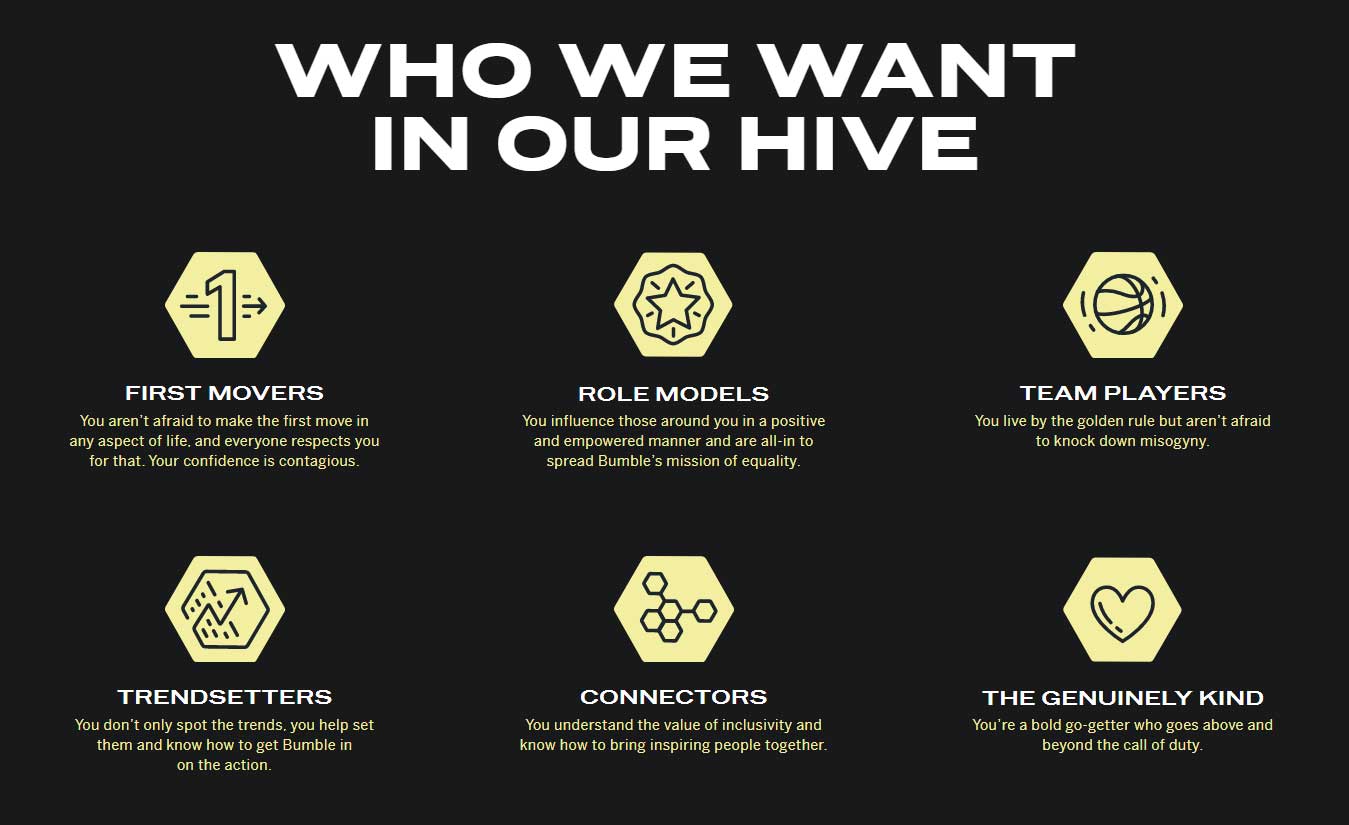 WHO WE WANT
IN OUR HIVE
1
FIRST MOVERS
You aren't afraid to make the first move in
any aspect of life, and everyone respects you
for that. Your confidence is contagious.
ROLE MODELS
You influence those around you in a positive
and empowered manner and are all-in to
spread Bumble's mission of equality.
TEAM PLAYERS
You live by the golden rule but aren't afraid
to knock down misogyny.
TRENDSETTERS
You don't only spot the trends, you help set
them and know how to get Bumble in
on the action.
CONNECTORS
You understand the value of inclusivity and
know how to bring inspiring people together.
THE GENUINELY KIND
You're a bold go-getter who goes above and
beyond the call of duty.